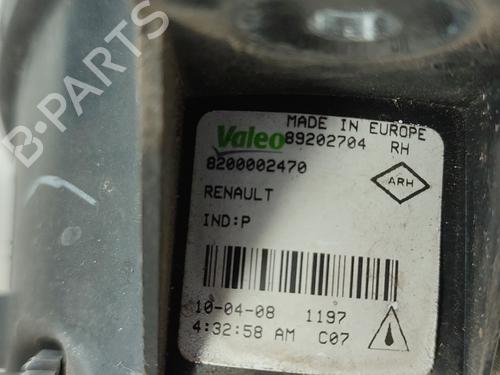 B-PARTS
MADE IN EUROPE
Valeo 89202704 RH
8200002470
ARH
RENAULT
IND:P
10-04-08 1197
4:32:58 AM C07